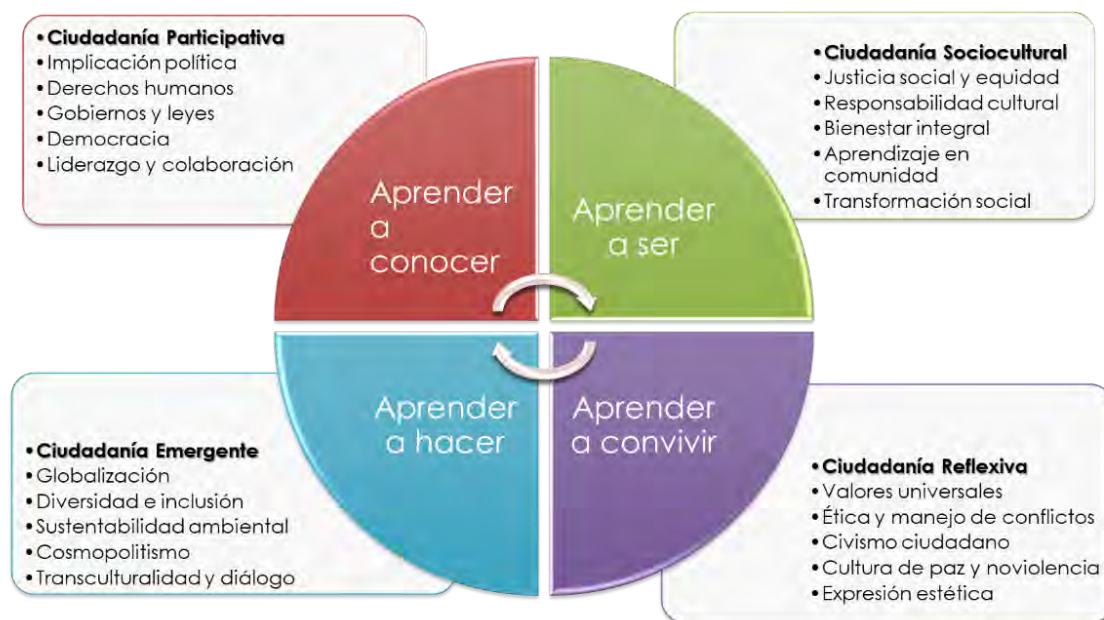 • Ciudadanía Participativa
• Implicación política
• Derechos humanos
• Gobiernos y leyes
• Democracia
• Liderazgo y colaboración
• Ciudadanía Sociocultural
• Justicia social y equidad
• Responsabilidad cultural
• Bienestar integral
• Aprendizaje en
comunidad
• Transformación social
Aprender
a
conocer
Aprender
a ser
Aprender
a hacer
Aprender
a convivir
• Ciudadanía Emergente
• Globalización
• Diversidad e inclusión
• Sustentabilidad ambiental
• Cosmopolitismo
• Transculturalidad y diálogo
• Ciudadanía Reflexiva
• Valores universales
• Ética y manejo de conflictos
• Civismo ciudadano
• Cultura de paz y noviolencia
• Expresión estética